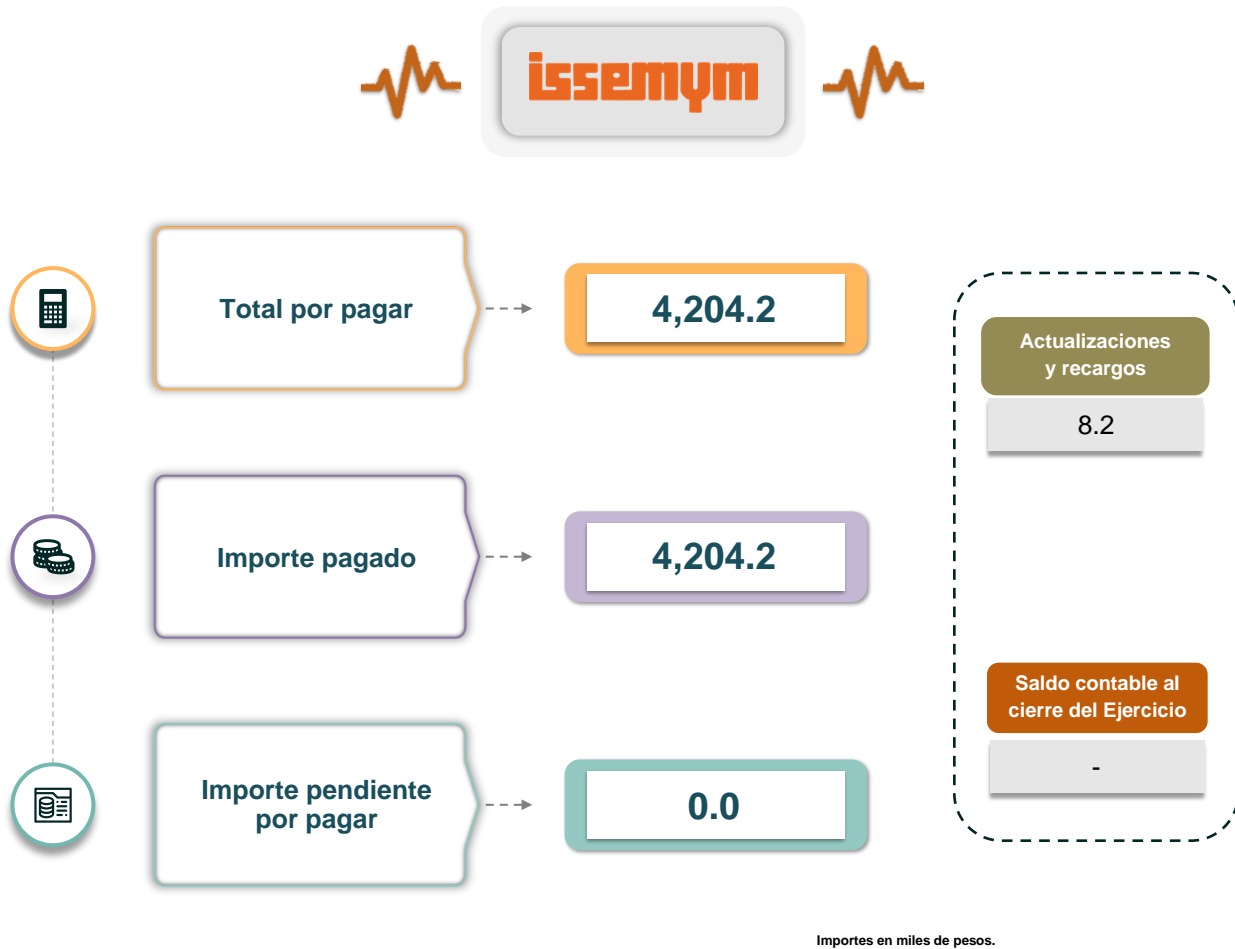 issemym
Total por pagar
4,204.2
Importe pagado
4,204.2
Importe pendiente
por pagar
0.0
Actualizaciones
y recargos
8.2
Saldo contable al
cierre del Ejercicio
-
Importes en miles de pesos.